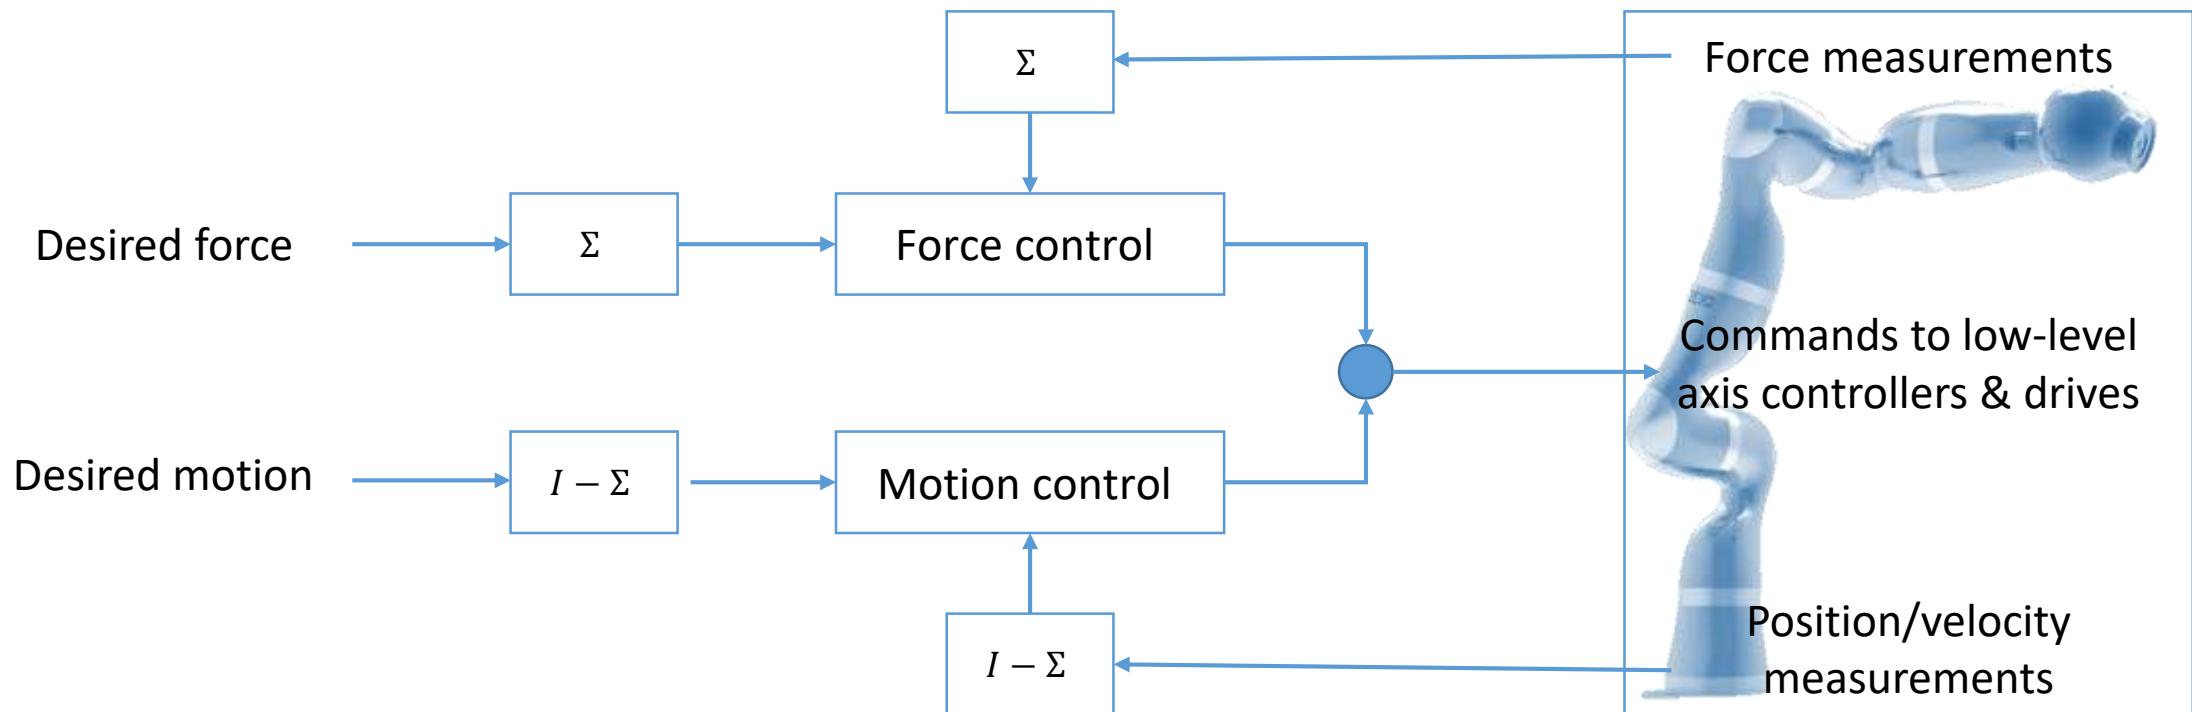 Σ
Force measurements
Desired force
Σ
Force control
Commands to low-level
axis controllers & drives
Desired motion
I − Σ
Motion control
Position/velocity
measurements
I − Σ